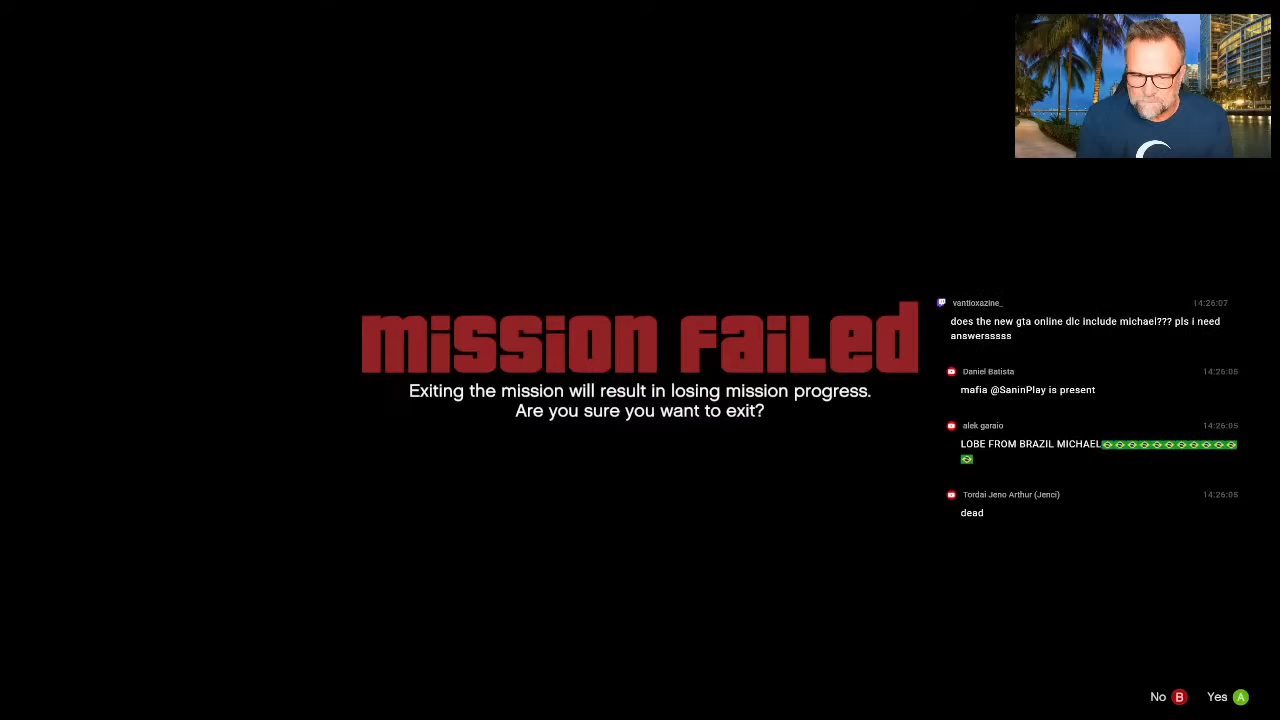 mission failed
Exiting the mission will result in losing mission progress.
Are you sure you want to exit?
vantioxazine_ 14:26:07
does the new gta online dlc include michael??? pls i need
answersssss
Daniel Batista 14:26:05
mafia @SaninPlay is present
alek garaio 14:26:05
LOBE FROM BRAZIL MICHAEL🇧🇷🇧🇷🇧🇷🇧🇷🇧🇷🇧🇷🇧🇷🇧🇷🇧🇷🇧🇷🇧🇷
🇧🇷
Tordai Jeno Arthur (Jenci) 14:26:05
dead
No B Yes A